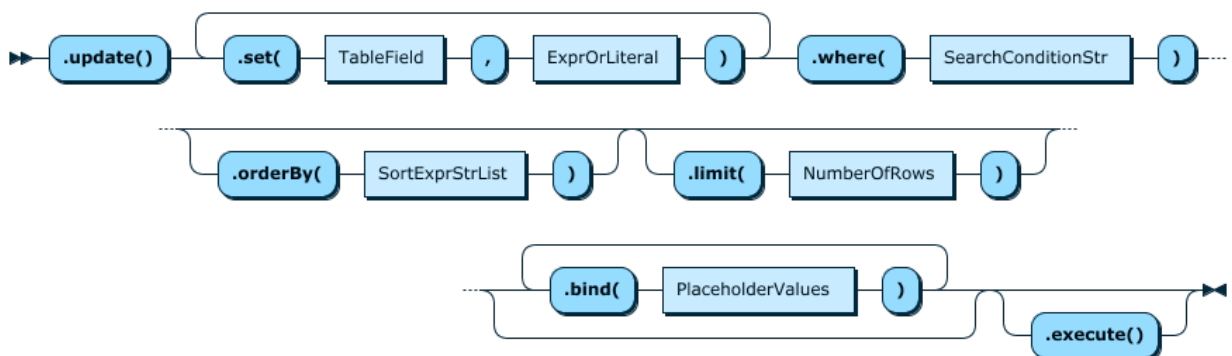 .update() .set( TableField , ExprOrLiteral ) .where( SearchConditionStr )
.orderBy( SortExprStrList ) .limit( NumberOfRows )
.bind( PlaceholderValues )
.execute()